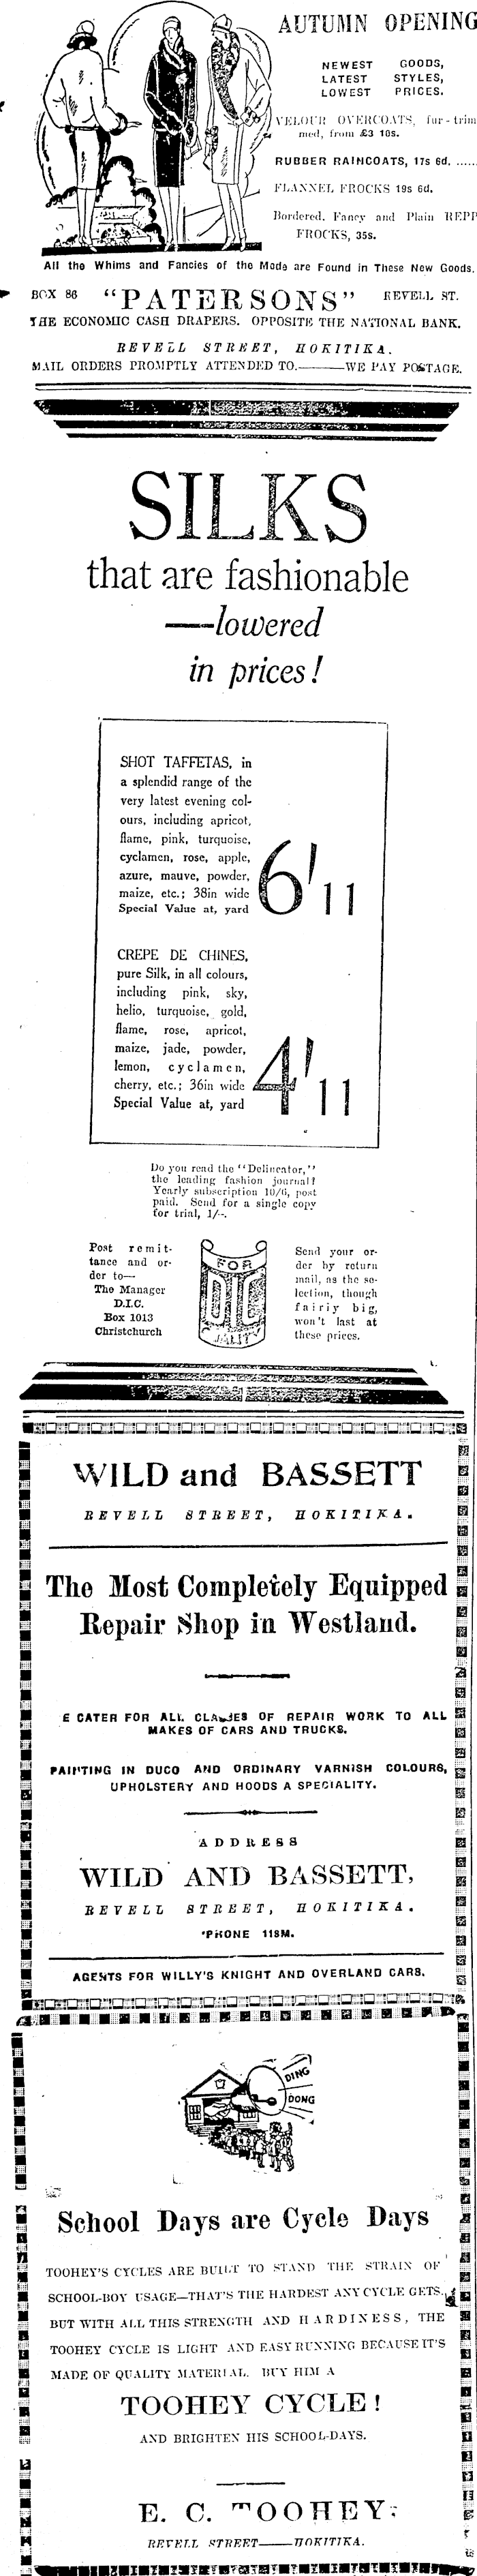 AUTUMN OPENING
NEWEST GOODS,
LATEST STYLES,
LOWEST PRICES.
VELOUR OVERCOATS, fur-trim
med, from £3 10s.
RUBBER RAINCOATS, 17s 6d. ......
FLANNEL FROCKS 19s 6d.
Bordered, Fancy and Plain REPP
FROCKS, 35s.
All the Whims and Fancies of the Mode are Found in These New Goods.
BOX 86 "PATERSONS" REVELL ST.
THE ECONOMIC CASH DRAPERS. OPPOSITE THE NATIONAL BANK.
REVELL STREET, HOKITIKA.
MAIL ORDERS PROMPTLY ATTENDED TO.———WE PAY POSTAGE.
SILKS
that are fashionable
—lowered
in prices!
SHOT TAFFETAS, in
a splendid range of the
very latest evening col-
ours, including apricot,
flame, pink, turquoise,
cyclamen, rose, apple,
azure, mauve, powder,
maize, etc.; 38in wide
Special Value at, yard 6/11
CREPE DE CHINES,
pure Silk, in all colours,
including pink, sky,
helio, turquoise, gold,
flame, rose, apricot,
maize, jade, powder,
lemon, cyclamen,
cherry, etc.; 36in wide
Special Value at, yard 4/11
Do you read the "Delineator,"
the leading fashion journal?
Yearly subscription 10/6, post
paid. Send for a single copy
for trial, 1/-.
Post remit-
tance and or-
der to—
The Manager
D.I.C.
Box 1013
Christchurch
FOR
DIC
QUALITY
Send your or-
der by return
mail, as the se-
lection, though
fairly big,
won't last at
these prices.
WILD and BASSETT
REVELL STREET, HOKITIKA.
The Most Completely Equipped
Repair Shop in Westland.
E CATER FOR ALL CLASSES OF REPAIR WORK TO ALL
MAKES OF CARS AND TRUCKS.
PAINTING IN DUCO AND ORDINARY VARNISH COLOURS,
UPHOLSTERY AND HOODS A SPECIALITY.
ADDRESS
WILD AND BASSETT,
REVELL STREET, HOKITIKA.
'PHONE 118M.
AGENTS FOR WILLY'S KNIGHT AND OVERLAND CARS.
DING
DONG
School Days are Cycle Days
TOOHEY'S CYCLES ARE BUILT TO STAND THE STRAIN OF
SCHOOL-BOY USAGE—THAT'S THE HARDEST ANY CYCLE GETS.
BUT WITH ALL THIS STRENGTH AND HARDINESS, THE
TOOHEY CYCLE IS LIGHT AND EASY RUNNING BECAUSE IT'S
MADE OF QUALITY MATERIAL. BUY HIM A
TOOHEY CYCLE!
AND BRIGHTEN HIS SCHOOL-DAYS.
E. C. TOOHEY,
REVELL STREET———HOKITIKA.